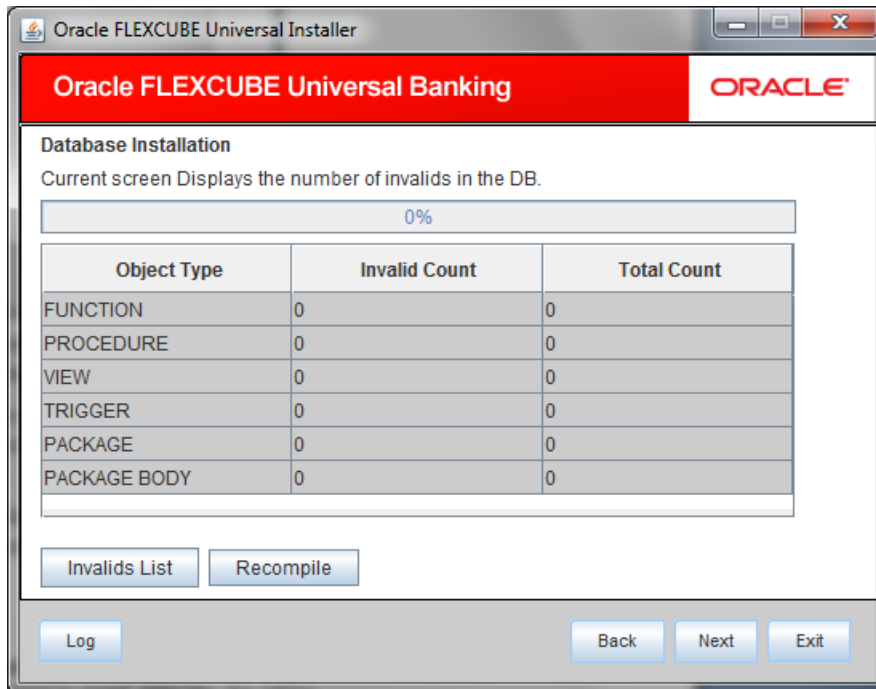 Oracle FLEXCUBE Universal Installer
Oracle FLEXCUBE Universal Banking ORACLE
Database Installation
Current screen Displays the number of invalids in the DB.
0%
Object Type Invalid Count Total Count
FUNCTION 0 0
PROCEDURE 0 0
VIEW 0 0
TRIGGER 0 0
PACKAGE 0 0
PACKAGE BODY 0 0
Invalids List Recompile
Log Back Next Exit